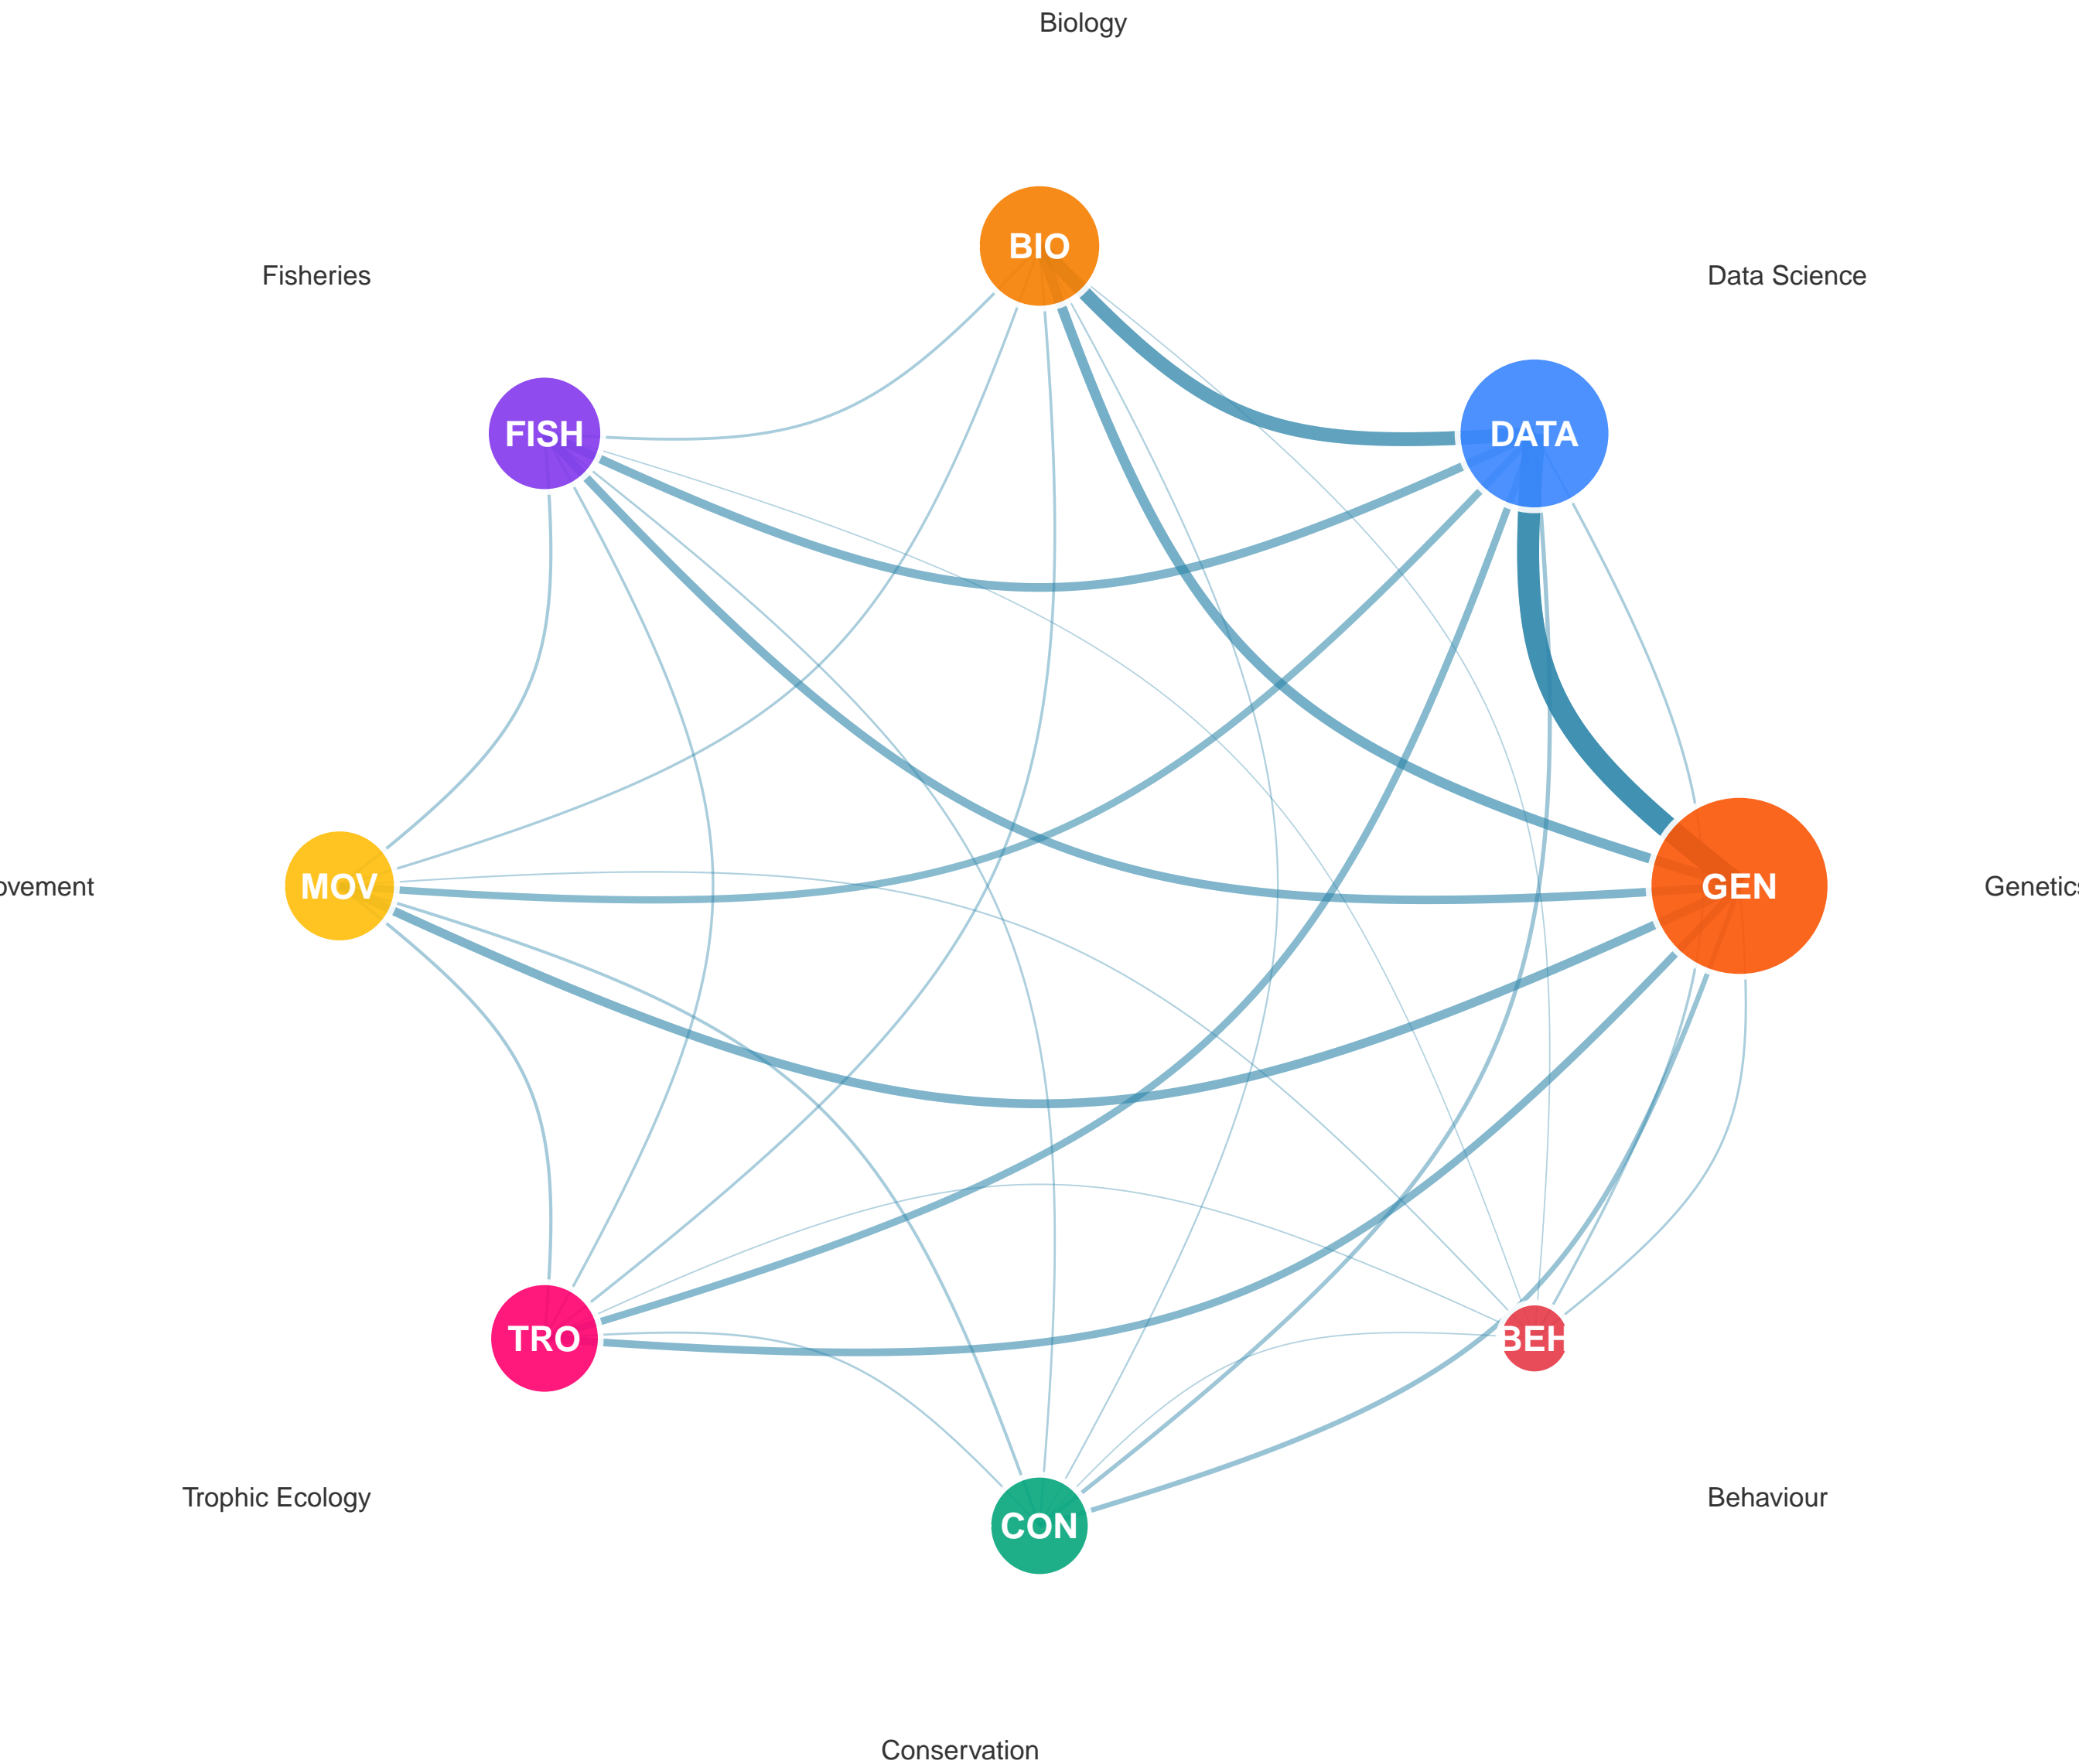 Biology
BIO
Fisheries
Data Science
FISH
DATA
MOV
ovement
GEN
Genetics
TRO
BEH
Trophic Ecology
Behaviour
CON
Conservation